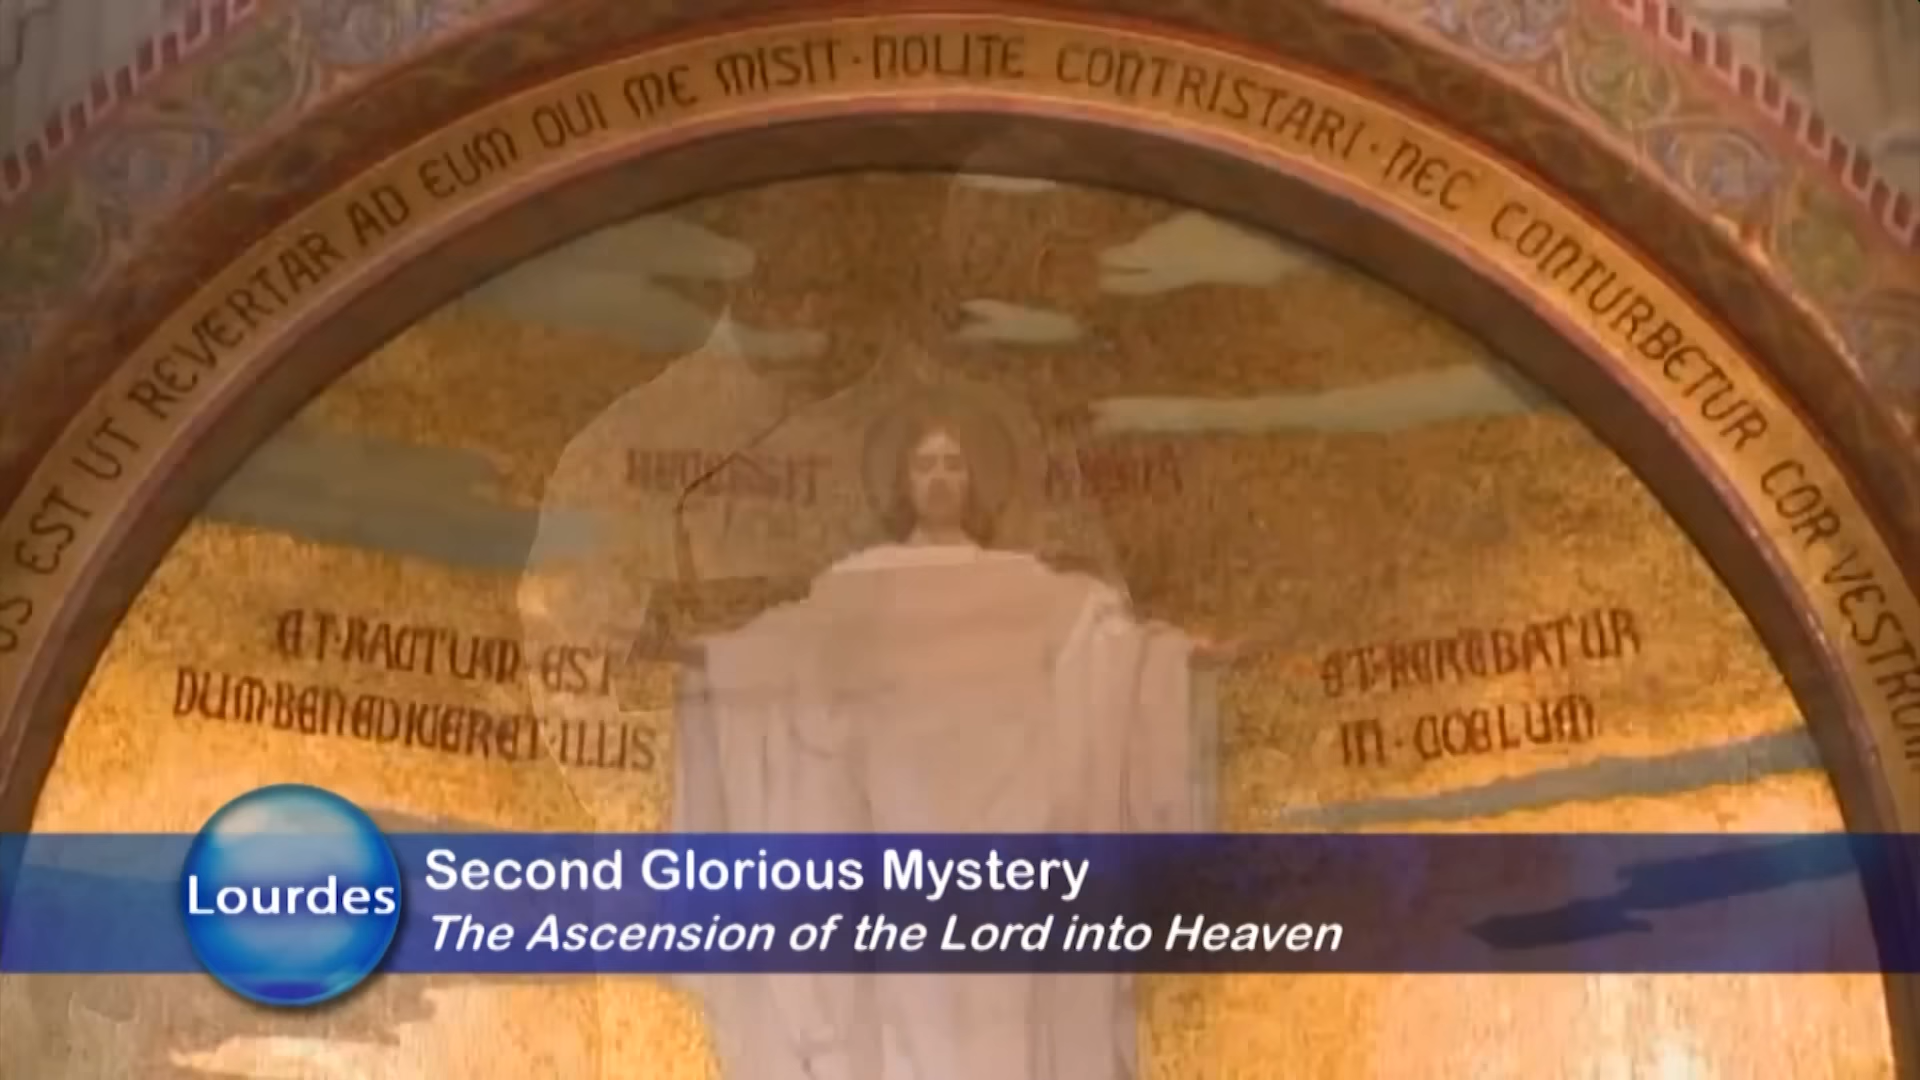 US EST UT REVERTAR AD EUM QUI ME MISIT · NOLITE CONTRISTARI · NEC CONTURBETUR COR VESTRUM
ET·FACTUM·EST
DUM·BENEDICERET·ILLIS
ET·FEREBATUR
IN·COELUM
Lourdes
Second Glorious Mystery
The Ascension of the Lord into Heaven